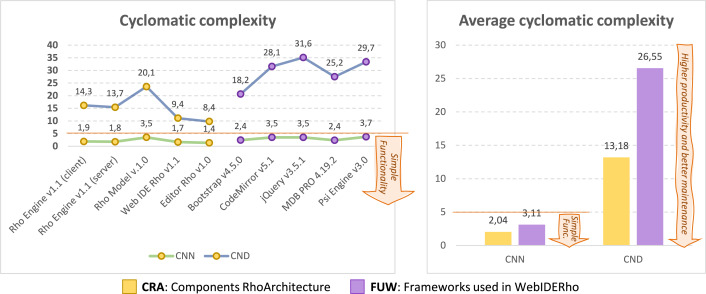 Cyclomatic complexity
40
35
30
25
20
15
10
5
0
14,3
13,7
20,1
9,4
8,4
18,2
28,1
31,6
25,2
29,7
1,9
1,8
3,5
1,7
1,4
2,4
3,5
3,5
2,4
3,7
Rho Engine v1.1 (client)
Rho Engine v1.1 (server)
Rho Model v.1.0
Web IDE Rho v1.1
Editor Rho v1.0
Bootstrap v4.5.0
CodeMirror v5.1
jQuery v3.5.1
MDB PRO 4.19.2
Psi Engine v3.0
Simple
Functionality
CNN
CND
Average cyclomatic complexity
30
25
20
15
10
5
0
2,04
3,11
13,18
26,55
CNN
CND
Simple
Func.
Higher productivity and better
maintenance
CRA: Components RhoArchitecture
FUW: Frameworks used in WebIDERho